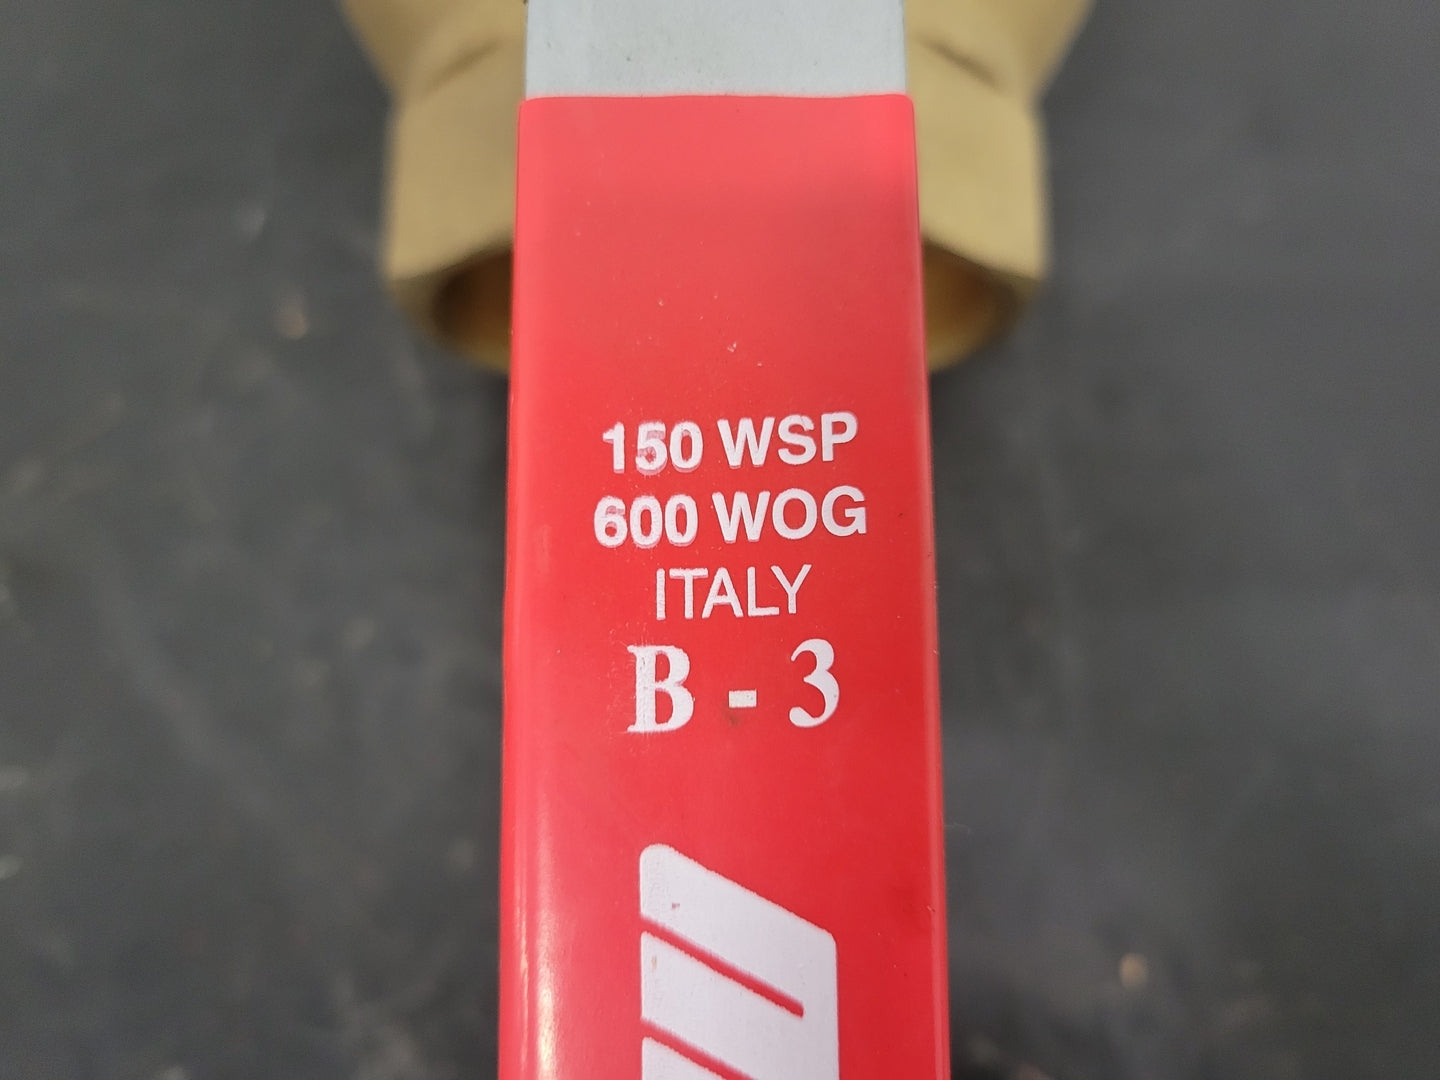 150 WSP
600 WOG
ITALY
B - 3